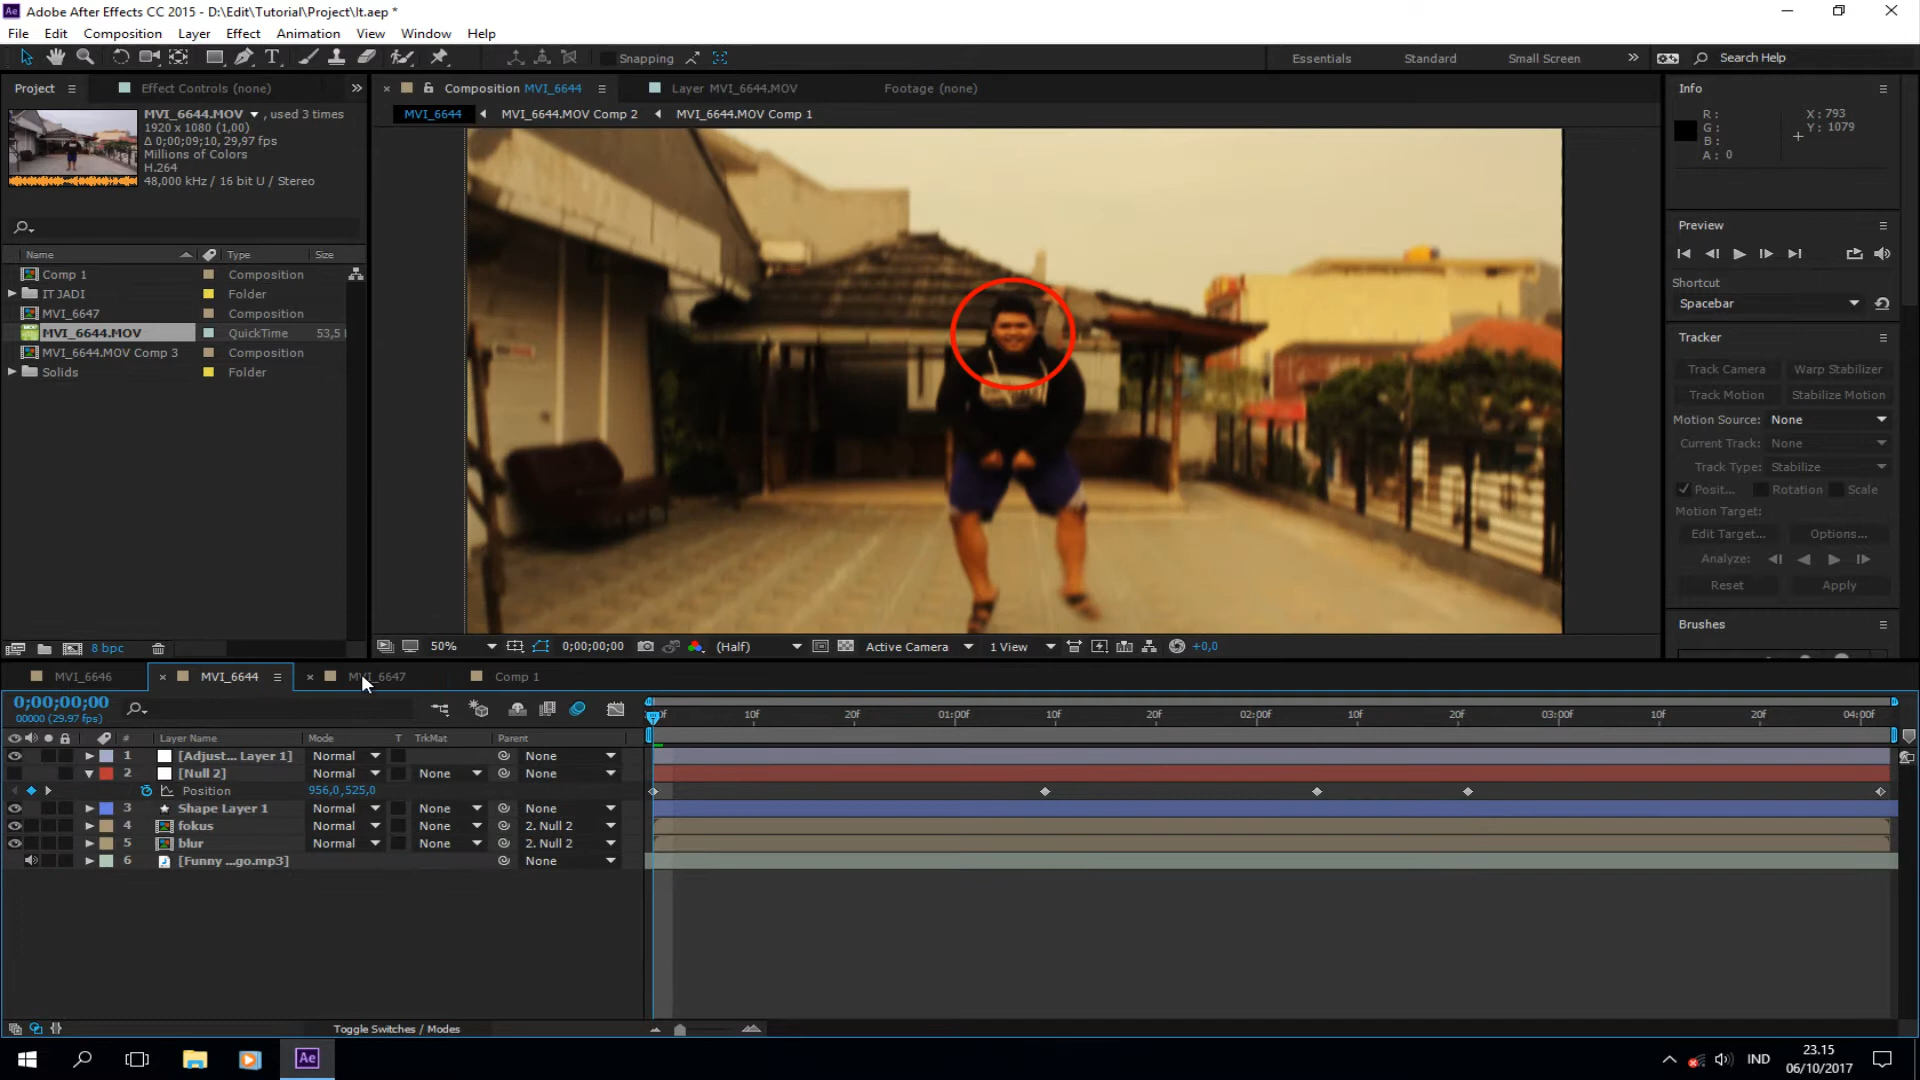 Adobe After Effects CC 2015 - D:\Edit\Tutorial\Project\lt.aep *
File Edit Composition Layer Effect Animation View Window Help
Snapping
Essentials Standard Small Screen Search Help
Project Effect Controls (none)
MVI_6644.MOV , used 3 times
1920 x 1080 (1,00)
Δ 0;00;09;10, 29,97 fps
Millions of Colors
H.264
48,000 kHz / 16 bit U / Stereo
Name Type Size
Comp 1 Composition
IT JADI Folder
MVI_6647 Composition
MVI_6644.MOV QuickTime 53,5
MVI_6644.MOV Comp 3 Composition
Solids Folder
8 bpc
Composition MVI_6644 Layer MVI_6644.MOV Footage (none)
MVI_6644 MVI_6644.MOV Comp 2 MVI_6644.MOV Comp 1
50% 0;00;00;00 (Half) Active Camera 1 View +0,0
Info
R : X : 793
G : Y : 1079
B :
A : 0
Preview
Shortcut
Spacebar
Tracker
Track Camera Warp Stabilizer
Track Motion Stabilize Motion
Motion Source: None
Current Track: None
Track Type: Stabilize
Posit... Rotation Scale
Motion Target:
Edit Target... Options...
Analyze:
Reset Apply
Brushes
MVI_6646 MVI_6644 MVI_6647 Comp 1
0;00;00;00
00000 (29.97 fps)
10f 20f 01:00f 10f 20f 02:00f 10f 20f 03:00f 10f 20f 04:00f
# Layer Name Mode T TrkMat Parent
1 [Adjust... Layer 1] Normal None
2 [Null 2] Normal None None
Position 956,0,525,0
3 Shape Layer 1 Normal None None
4 fokus Normal None 2. Null 2
5 blur Normal None 2. Null 2
6 [Funny ...go.mp3] None
Toggle Switches / Modes
Ae
IND
23.15
06/10/2017